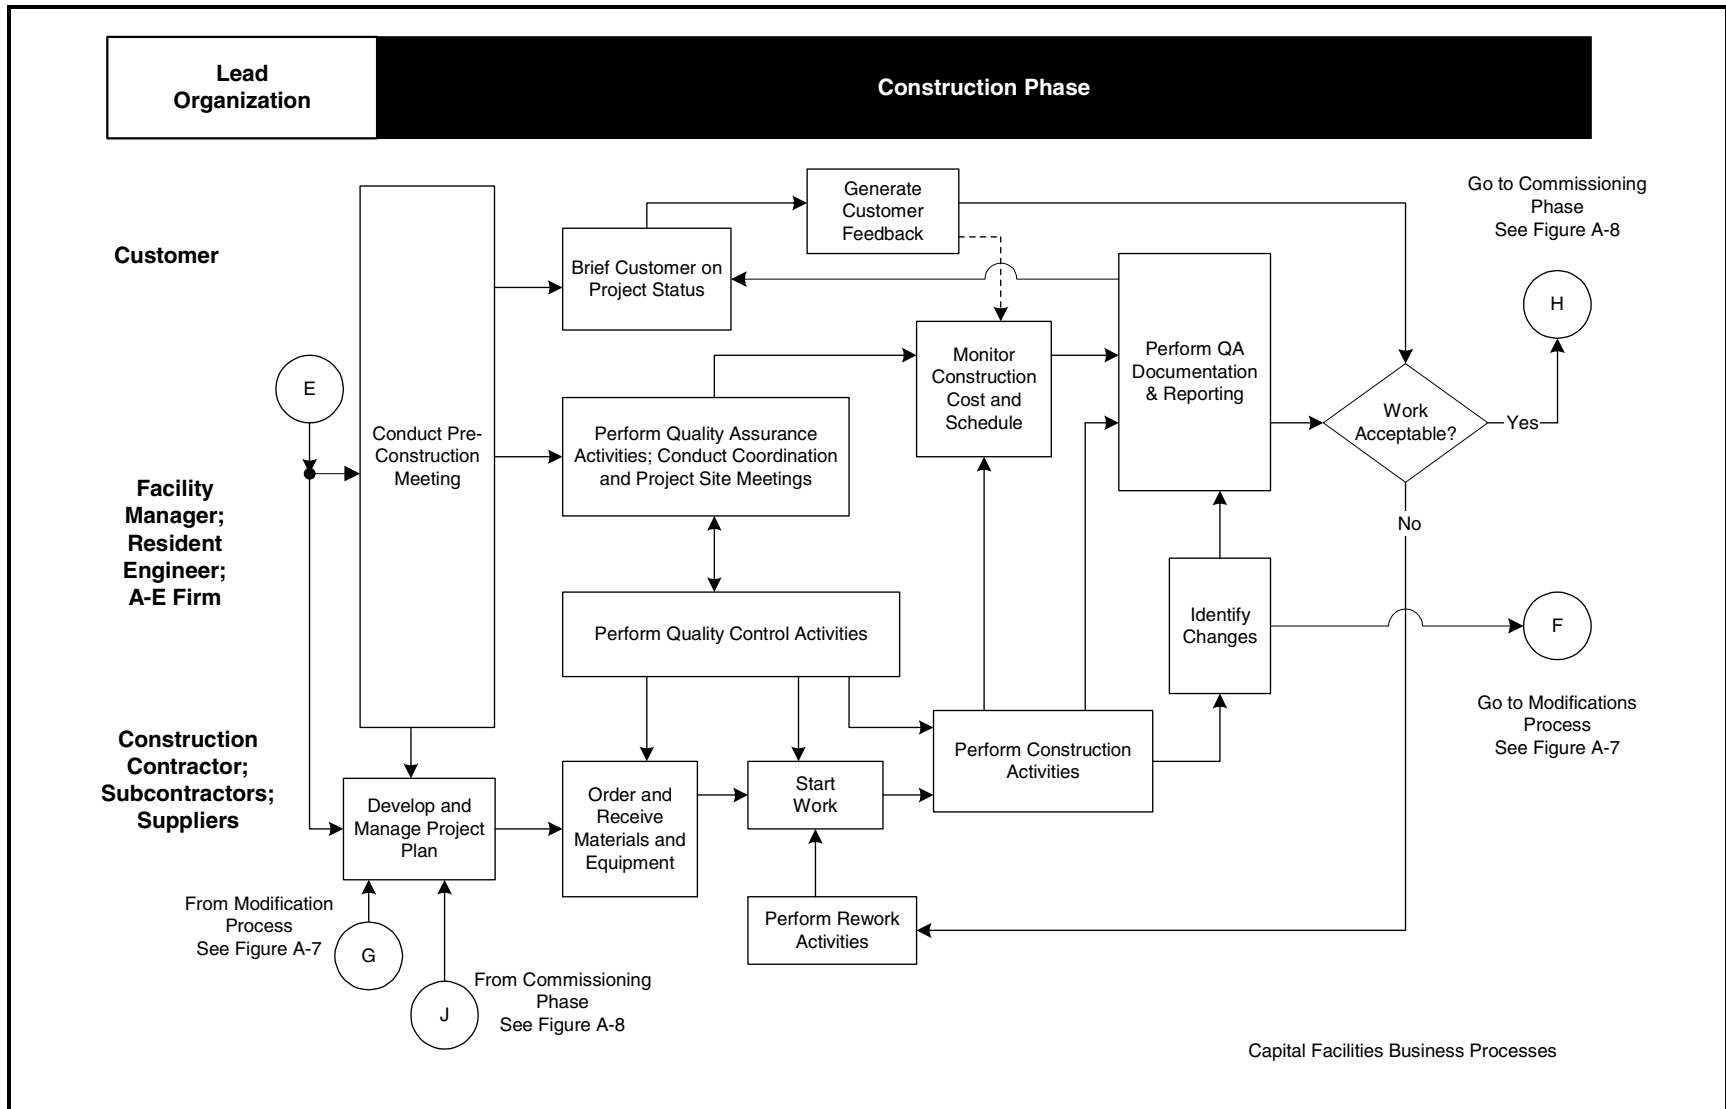 Lead
Organization
Construction Phase
Generate
Customer
Feedback
Go to Commissioning
Phase
See Figure A-8
Customer
Brief Customer on
Project Status
H
E
Conduct Pre-
Construction
Meeting
Monitor
Construction
Cost and
Schedule
Perform QA
Documentation
& Reporting
Work
Acceptable?
Yes
No
Perform Quality Assurance
Activities; Conduct Coordination
and Project Site Meetings
Facility
Manager;
Resident
Engineer;
A-E Firm
Perform Quality Control Activities
Identify
Changes
F
Go to Modifications
Process
See Figure A-7
Construction
Contractor;
Subcontractors;
Suppliers
Develop and
Manage Project
Plan
Order and
Receive
Materials and
Equipment
Start
Work
Perform Construction
Activities
Perform Rework
Activities
From Modification
Process
See Figure A-7
G
J
From Commissioning
Phase
See Figure A-8
Capital Facilities Business Processes